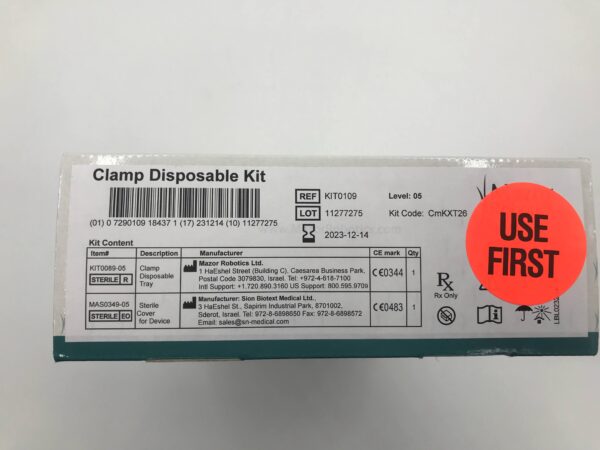 Clamp Disposable Kit
(01) 0 7290109 18437 1 (17) 231214 (10) 11277275
REF KIT0109
LOT 11277275
2023-12-14
Level: 05
Kit Code: CmKXT26
USE
FIRST
Kit Content
Item# Description Manufacturer CE mark Qty
KIT0089-05
STERILE R
Clamp
Disposable
Tray
Mazor Robotics Ltd.
1 HaEshel Street (Building C), Caesarea Business Park,
Postal Code 3079830, Israel. Tel: +972-4-618-7100
Intl Support: +1.720.890.3160 US Support: 800.595.9709
CE0344 1
MAS0349-05
STERILE EO
Sterile
Cover
for Device
Manufacturer: Sion Biotext Medical Ltd.,
3 HaEshel St., Sapirim Industrial Park, 8701002,
Sderot, Israel. Tel: 972-8-6898650 Fax: 972-8-6898572
Email: sales@sn-medical.com
CE0483 1
Rx
Rx Only